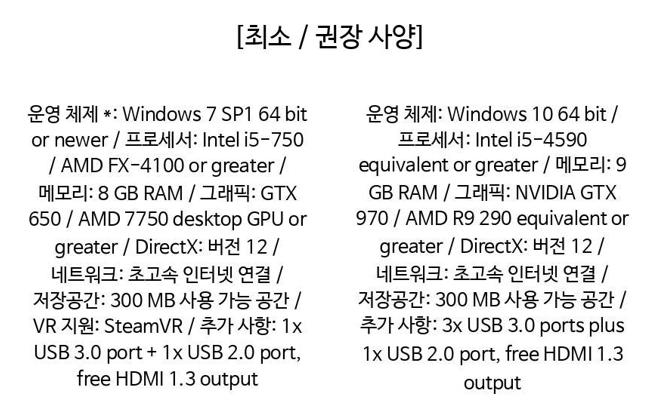 [최소 / 권장 사양]
운영 체제 *: Windows 7 SP1 64 bit
or newer / 프로세서: Intel i5-750
/ AMD FX-4100 or greater /
메모리: 8 GB RAM / 그래픽: GTX
650 / AMD 7750 desktop GPU or
greater / DirectX: 버전 12 /
네트워크: 초고속 인터넷 연결 /
저장공간: 300 MB 사용 가능 공간 /
VR 지원: SteamVR / 추가 사항: 1x
USB 3.0 port + 1x USB 2.0 port,
free HDMI 1.3 output
운영 체제: Windows 10 64 bit /
프로세서: Intel i5-4590
equivalent or greater / 메모리: 9
GB RAM / 그래픽: NVIDIA GTX
970 / AMD R9 290 equivalent or
greater / DirectX: 버전 12 /
네트워크: 초고속 인터넷 연결 /
저장공간: 300 MB 사용 가능 공간 /
추가 사항: 3x USB 3.0 ports plus
1x USB 2.0 port, free HDMI 1.3
output